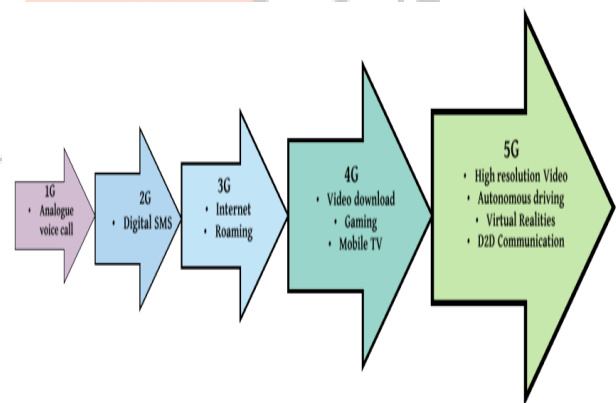 1G
• Analogue
voice call
2G
• Digital SMS
3G
• Internet
• Roaming
4G
• Video download
• Gaming
• Mobile TV
5G
• High resolution Video
• Autonomous driving
• Virtual Realities
• D2D Communication